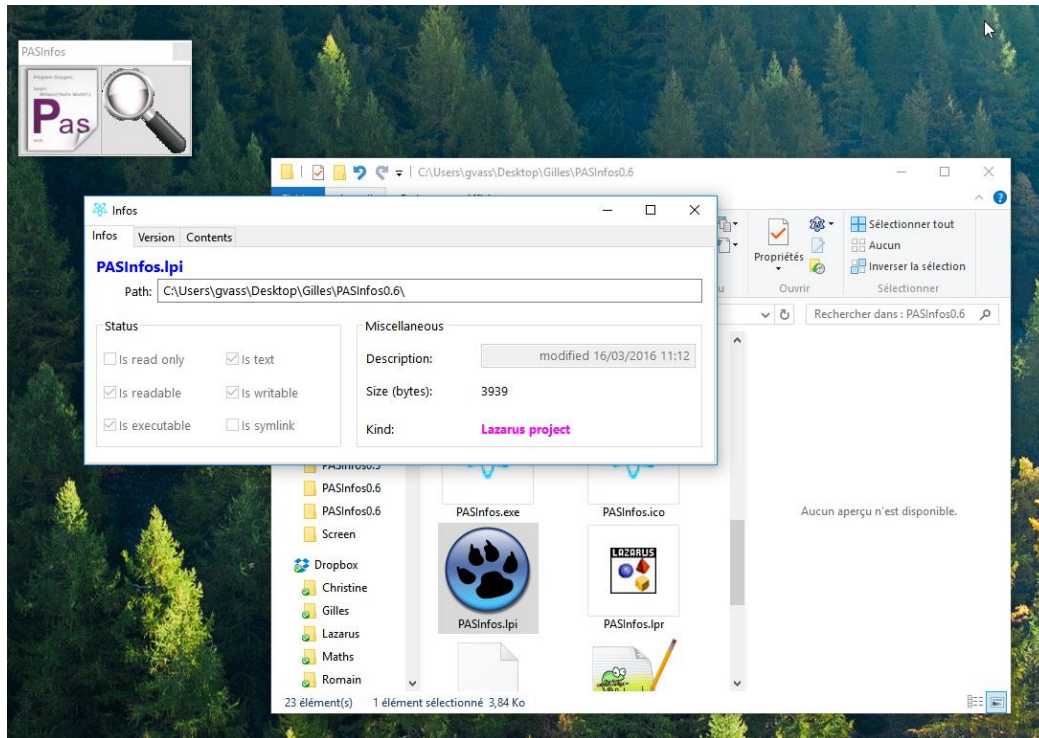 PASInfos
Pas
C:\Users\gvass\Desktop\Gilles\PASInfos0.6
Infos
Infos
Version
Contents
PASInfos.lpi
Path:
C:\Users\gvass\Desktop\Gilles\PASInfos0.6\
Status
Is read only
Is text
Is readable
Is writable
Is executable
Is symlink
Miscellaneous
Description:
modified 16/03/2016 11:12
Size (bytes):
3939
Kind:
Lazarus project
Propriétés
Ouvrir
Sélectionner tout
Aucun
Inverser la sélection
Sélectionner
Rechercher dans : PASInfos0.6
PASInfos0.6
PASInfos0.6
Screen
Dropbox
Christine
Gilles
Lazarus
Maths
Romain
PASInfos.exe
PASInfos.ico
PASInfos.lpi
LAZARUS
PASInfos.lpr
Aucun aperçu n'est disponible.
23 élément(s)
1 élément sélectionné 3,84 Ko